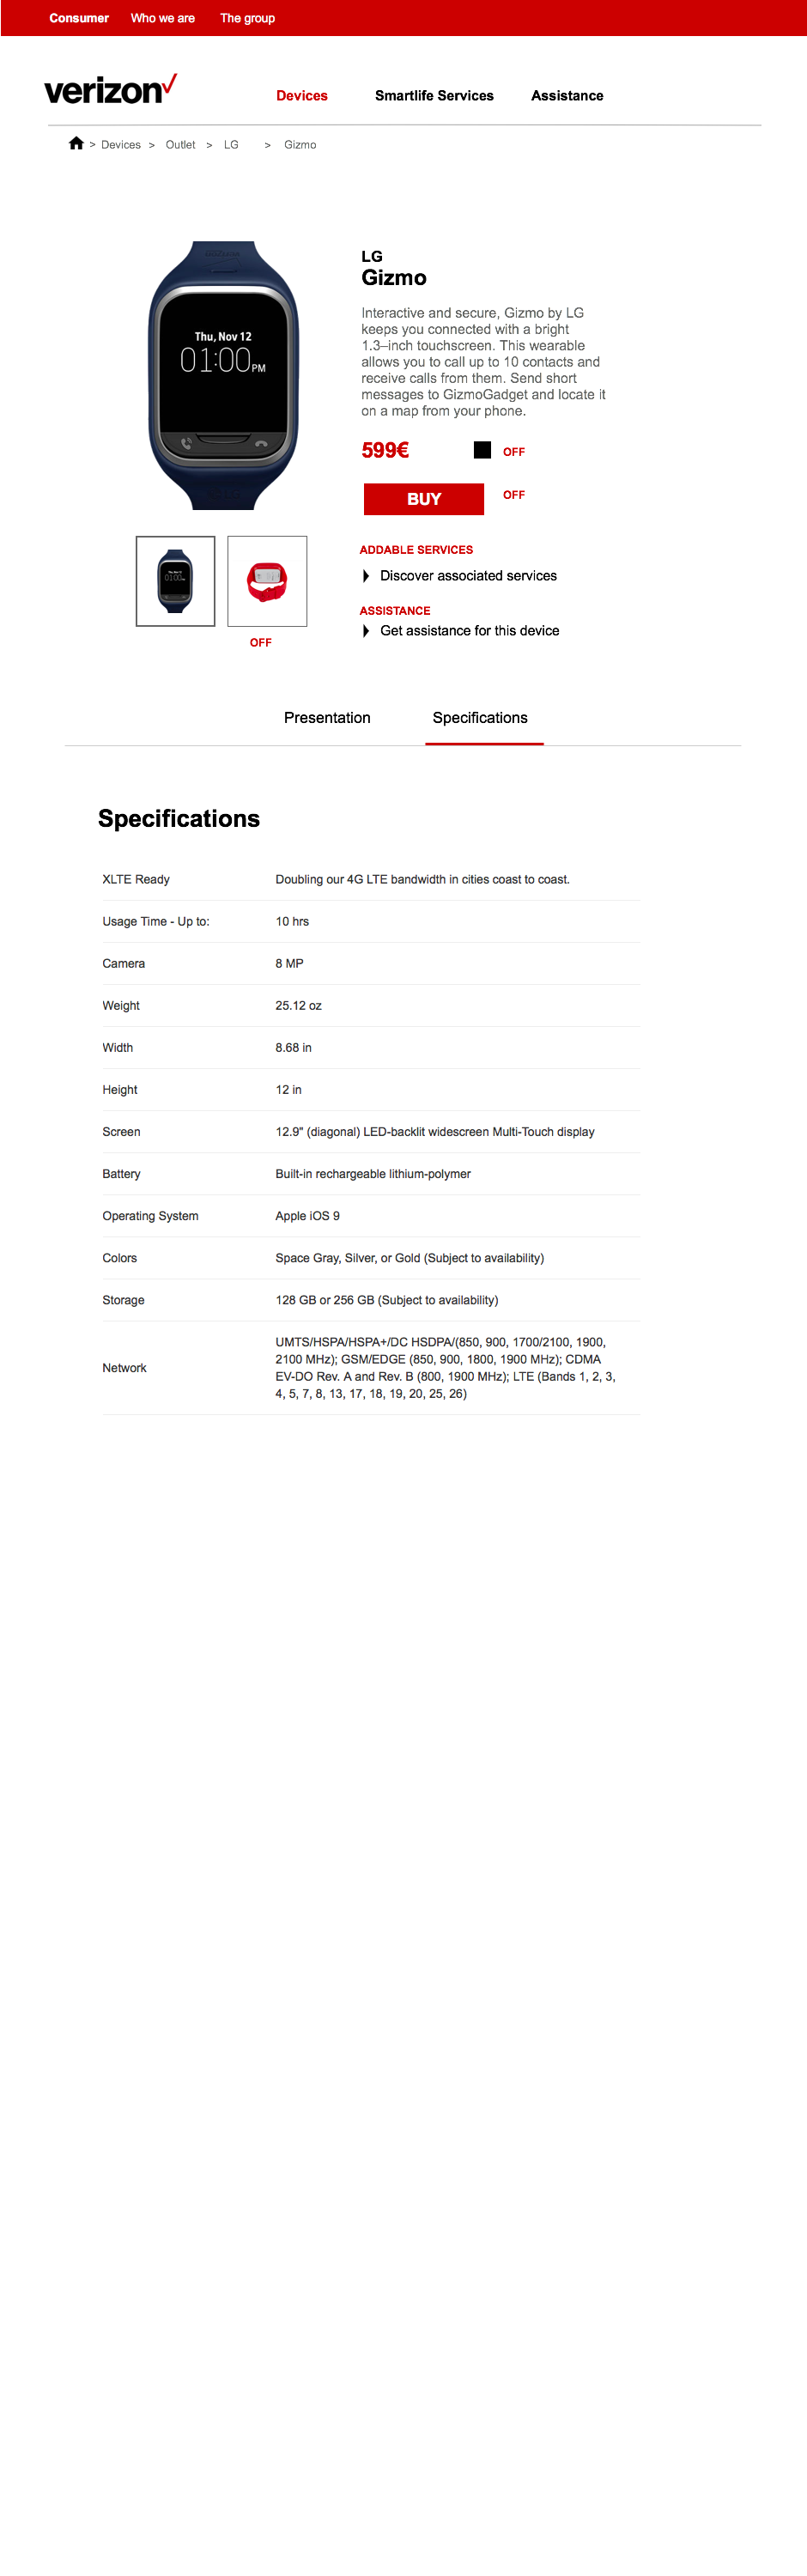 Consumer Who we are The group
verizon
Devices Smartlife Services Assistance
> Devices > Outlet > LG > Gizmo
LG
Gizmo
Interactive and secure, Gizmo by LG
keeps you connected with a bright
1.3–inch touchscreen. This wearable
allows you to call up to 10 contacts and
receive calls from them. Send short
messages to GizmoGadget and locate it
on a map from your phone.
Thu, Nov 12
01:00PM
599€ OFF
BUY OFF
ADDABLE SERVICES
Discover associated services
ASSISTANCE
Get assistance for this device
OFF
Presentation Specifications
Specifications
XLTE Ready Doubling our 4G LTE bandwidth in cities coast to coast.
Usage Time - Up to: 10 hrs
Camera 8 MP
Weight 25.12 oz
Width 8.68 in
Height 12 in
Screen 12.9" (diagonal) LED-backlit widescreen Multi-Touch display
Battery Built-in rechargeable lithium-polymer
Operating System Apple iOS 9
Colors Space Gray, Silver, or Gold (Subject to availability)
Storage 128 GB or 256 GB (Subject to availability)
Network UMTS/HSPA/HSPA+/DC HSDPA/(850, 900, 1700/2100, 1900,
2100 MHz); GSM/EDGE (850, 900, 1800, 1900 MHz); CDMA
EV-DO Rev. A and Rev. B (800, 1900 MHz); LTE (Bands 1, 2, 3,
4, 5, 7, 8, 13, 17, 18, 19, 20, 25, 26)